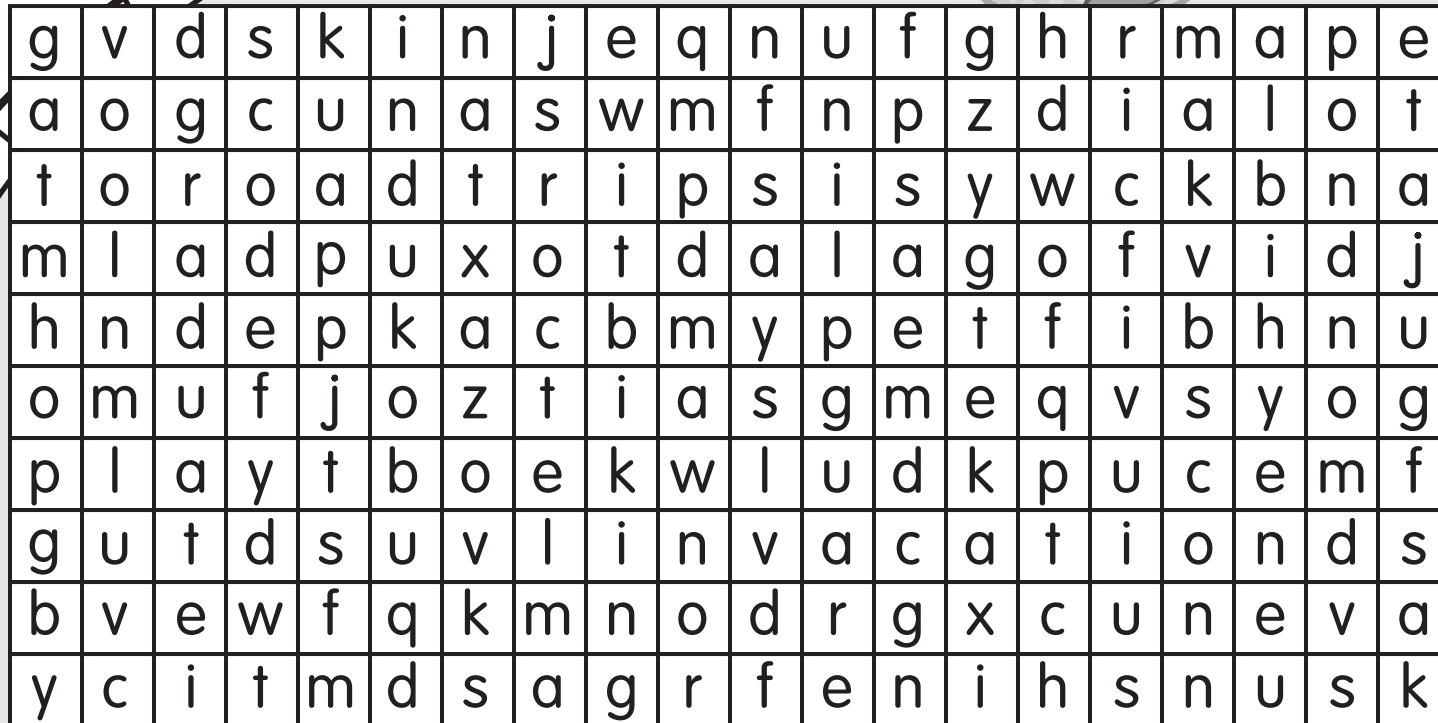 g v d s k i n j e q n u f g h r m a p e
a o g c u n a s w m f n p z d i a l o t
t o r o a d t r i p s i s y w c k b n a
m l a d p u x o t d a l a g o f v i d j
h n d e p k a c b m y p e t f i b h n u
o m u f j o z t i a s g m e q v s y o g
p l a y t b o e k w l u d k p u c e m f
g u t d s u v l i n v a c a t i o n d s
b v e w f q k m n o d r g x c u n e v a
y c i t m d s a g r f e n i h s n u s k